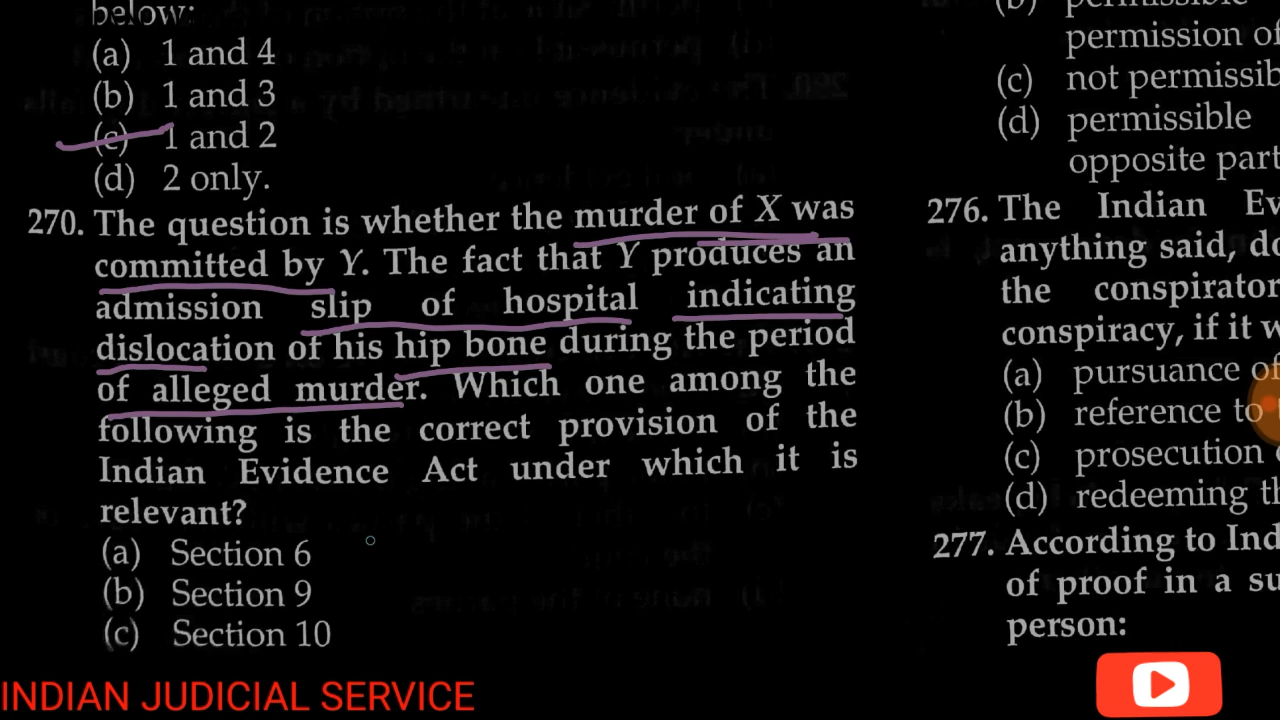 below:
(a) 1 and 4
(b) 1 and 3
(c) 1 and 2
(d) 2 only.
270. The question is whether the murder of X was
committed by Y. The fact that Y produces an
admission slip of hospital indicating
dislocation of his hip bone during the period
of alleged murder. Which one among the
following is the correct provision of the
Indian Evidence Act under which it is
relevant?
(a) Section 6
(b) Section 9
(c) Section 10
(b)
permission of
(c) not permissib
(d) permissible
opposite part
276. The Indian Ev
anything said, do
the conspirator
conspiracy, if it w
(a) pursuance of
(b) reference to
(c) prosecution
(d) redeeming th
277. According to Ind
of proof in a su
person:
INDIAN JUDICIAL SERVICE